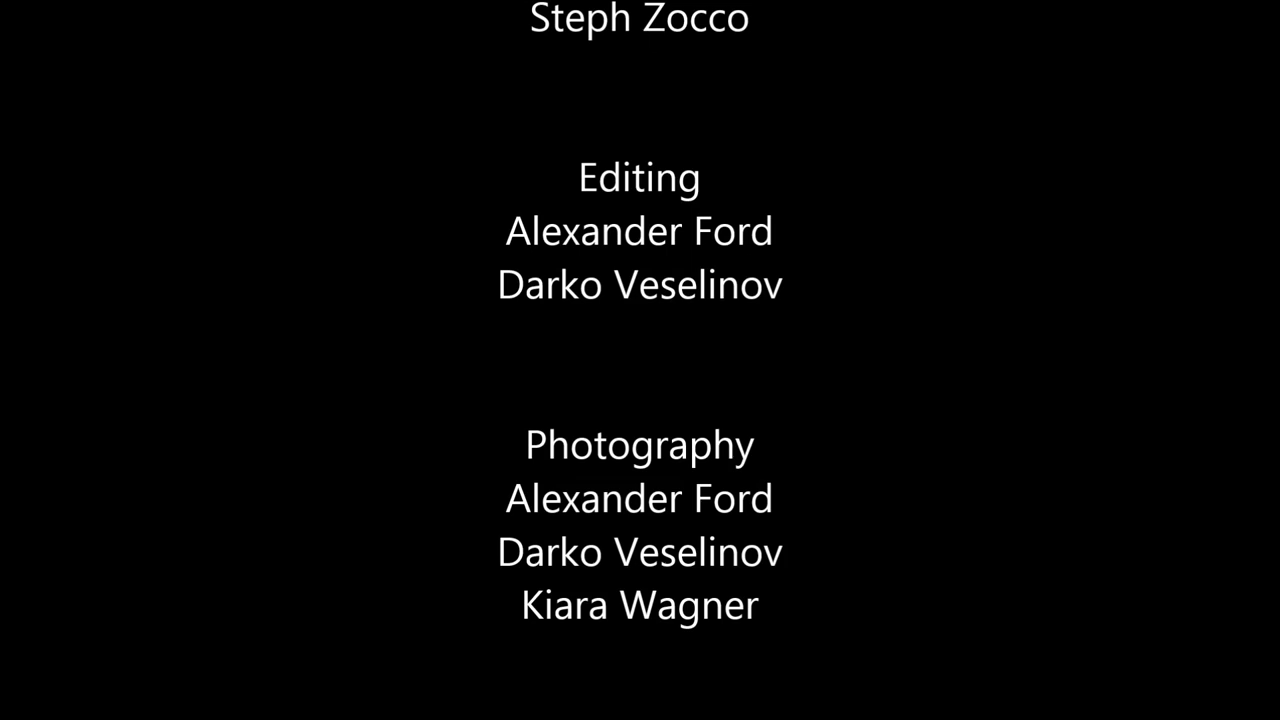 Steph Zocco
Editing
Alexander Ford
Darko Veselinov
Photography
Alexander Ford
Darko Veselinov
Kiara Wagner